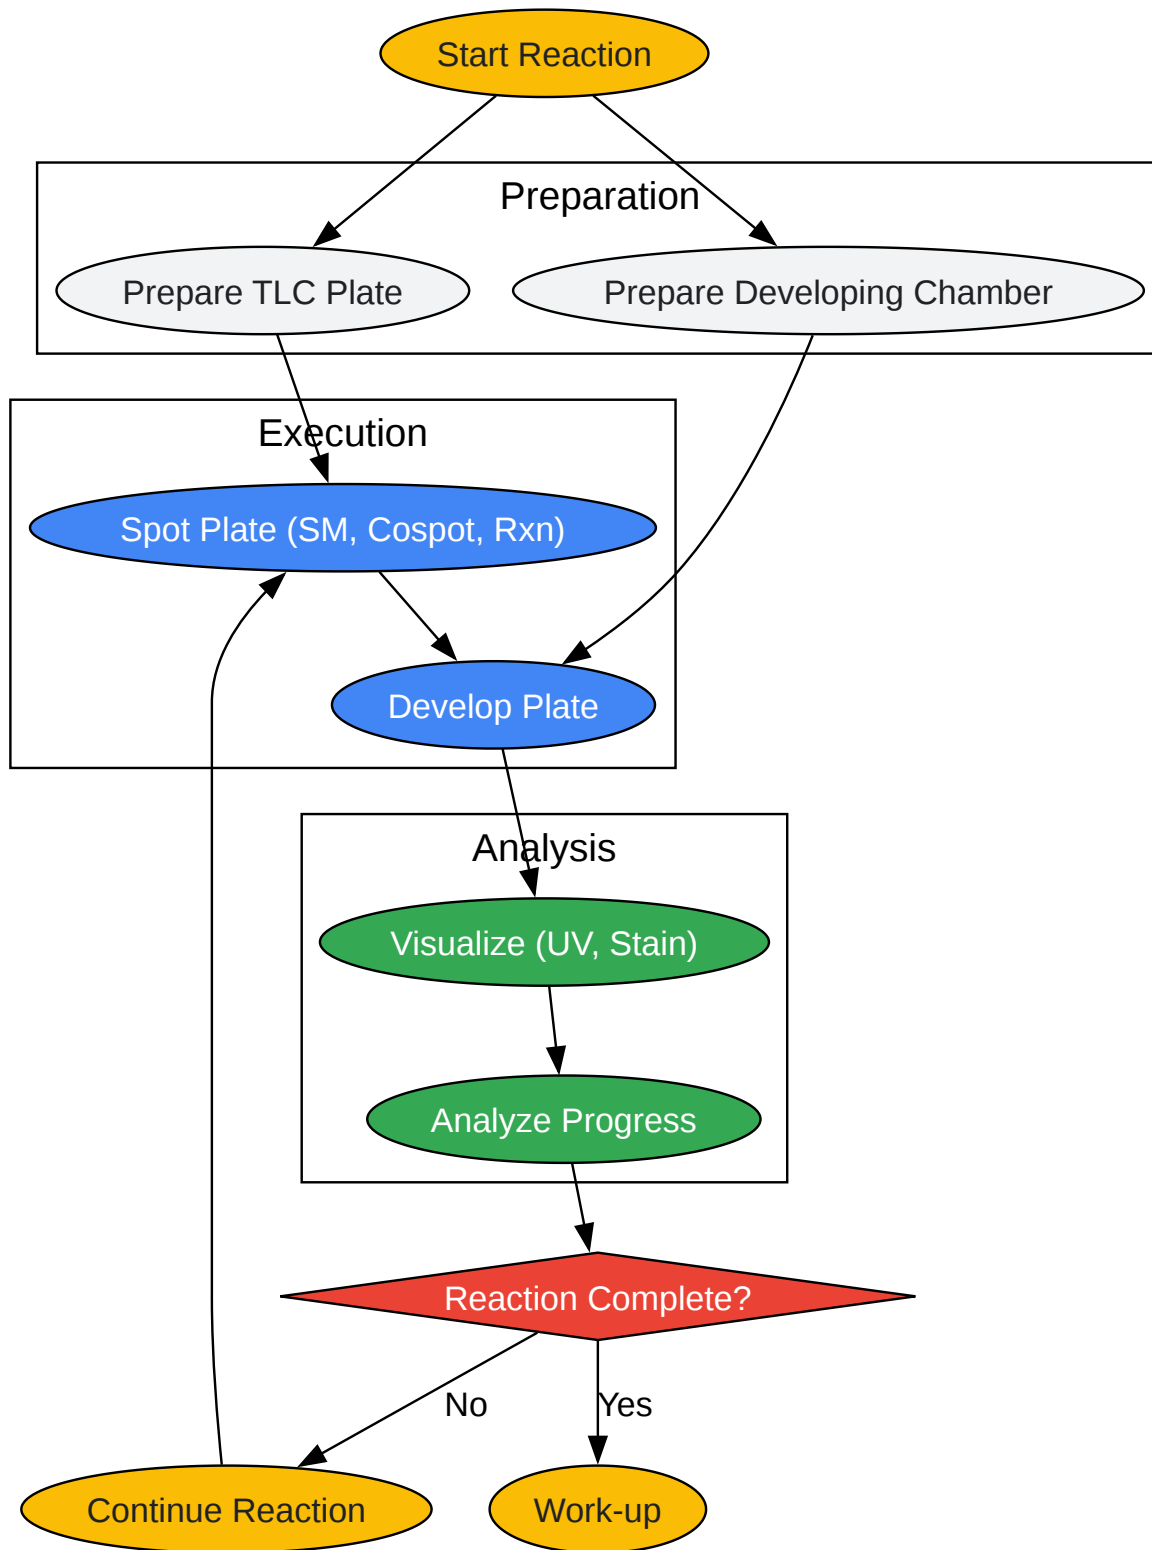 Start Reaction
Preparation
Prepare TLC Plate
Prepare Developing Chamber
Execution
Spot Plate (SM, Cospot, Rxn)
Develop Plate
Analysis
Visualize (UV, Stain)
Analyze Progress
Reaction Complete?
No
Yes
Continue Reaction
Work-up